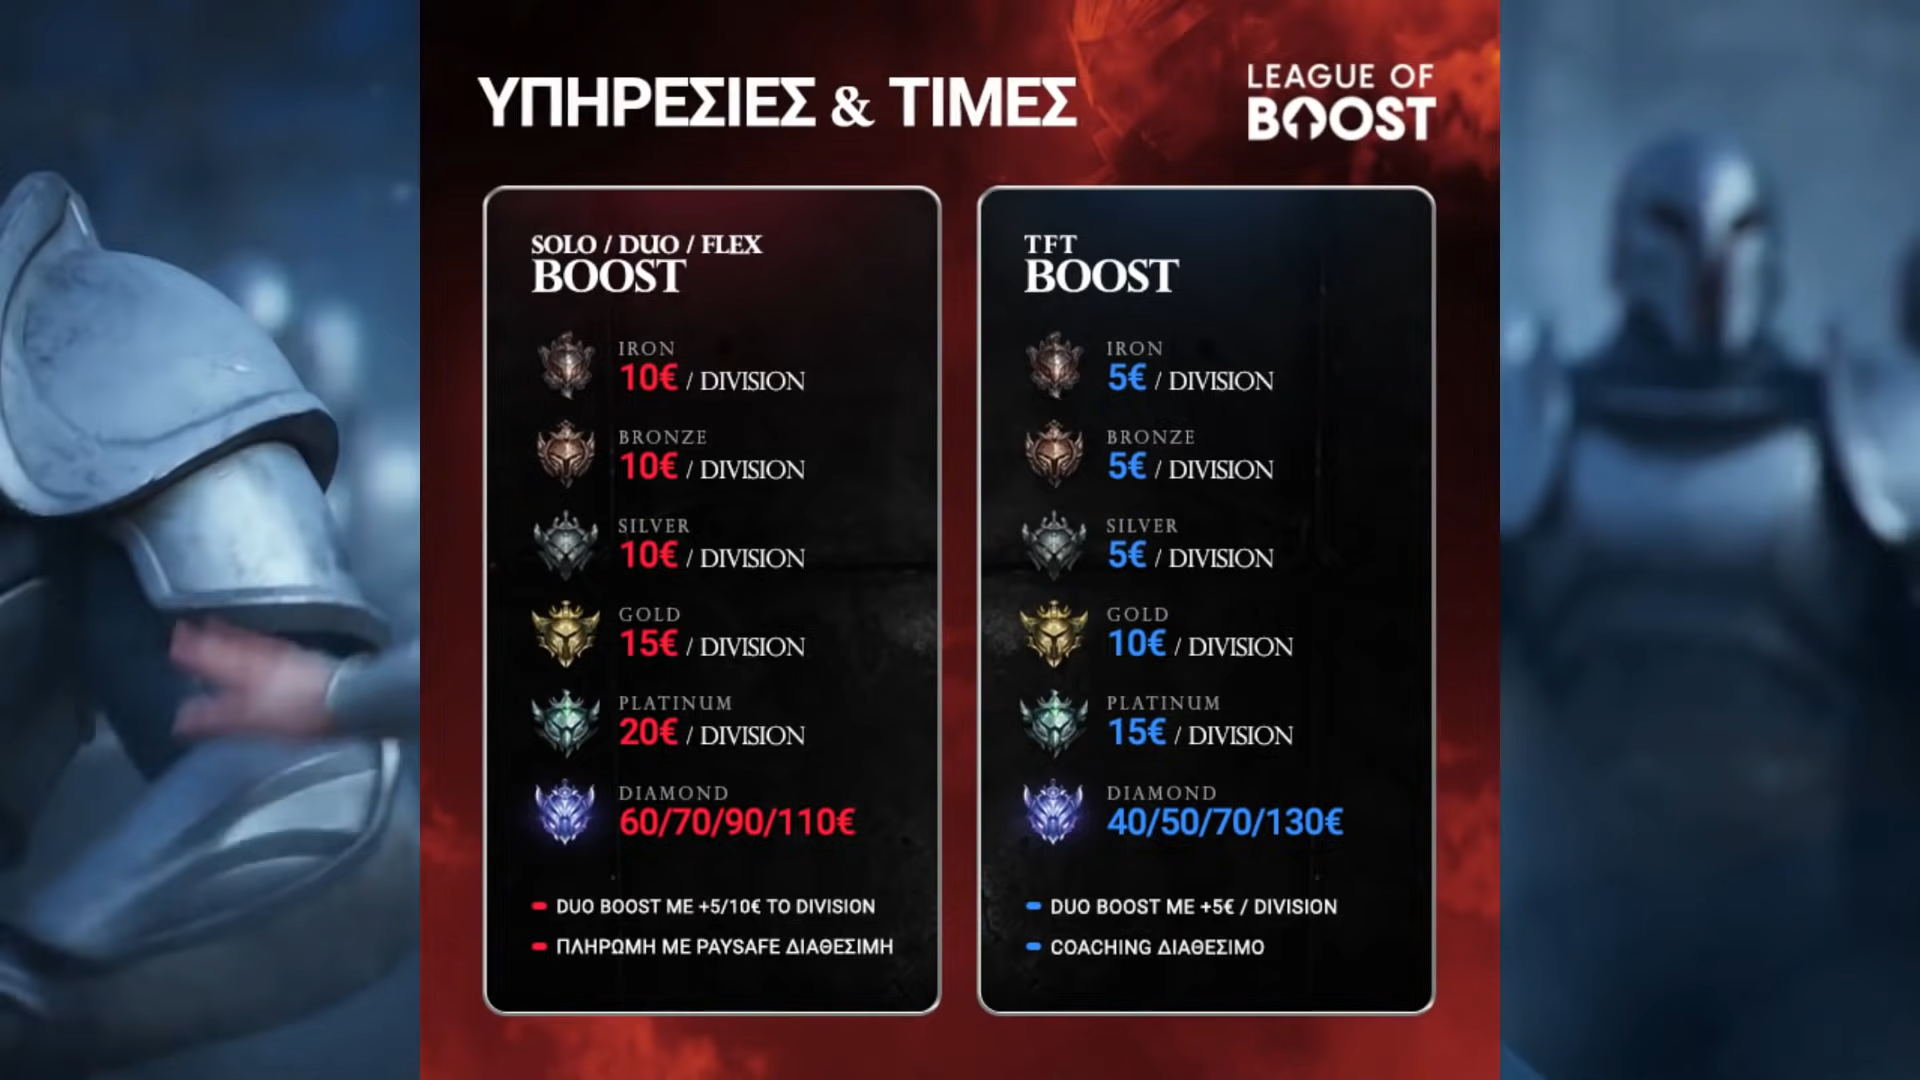 ΥΠΗΡΕΣΙΕΣ & ΤΙΜΕΣ
LEAGUE OF
BOOST
SOLO / DUO / FLEX
BOOST
IRON
10€ / DIVISION
BRONZE
10€ / DIVISION
SILVER
10€ / DIVISION
GOLD
15€ / DIVISION
PLATINUM
20€ / DIVISION
DIAMOND
60/70/90/110€
DUO BOOST ΜΕ +5/10€ ΤΟ DIVISION
ΠΛΗΡΩΜΗ ΜΕ PAYSAFE ΔΙΑΘΕΣΙΜΗ
TFT
BOOST
IRON
5€ / DIVISION
BRONZE
5€ / DIVISION
SILVER
5€ / DIVISION
GOLD
10€ / DIVISION
PLATINUM
15€ / DIVISION
DIAMOND
40/50/70/130€
DUO BOOST ΜΕ +5€ / DIVISION
COACHING ΔΙΑΘΕΣΙΜΟ